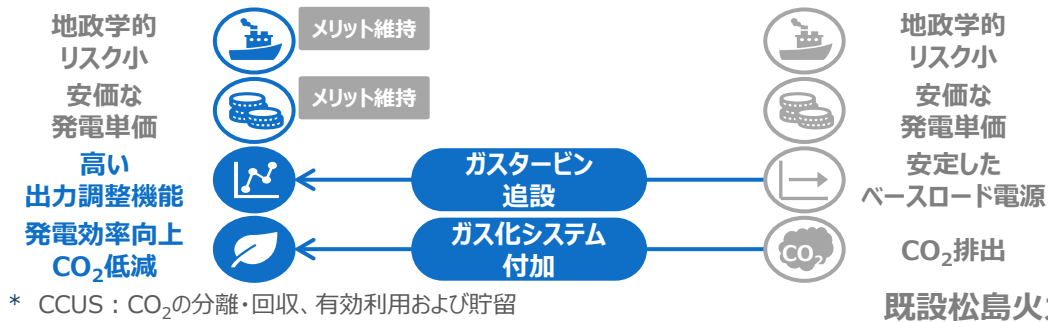 地政学的
リスク小
メリット維持
地政学的
リスク小
安価な
発電単価
メリット維持
安価な
発電単価
高い
出力調整機能
ガスタービン
追設
安定した
ベースロード電源
発電効率向上
CO₂低減
ガス化システム
付加
CO₂
CO₂排出
* CCUS：CO₂の分離・回収、有効利用および貯留
既設松島火